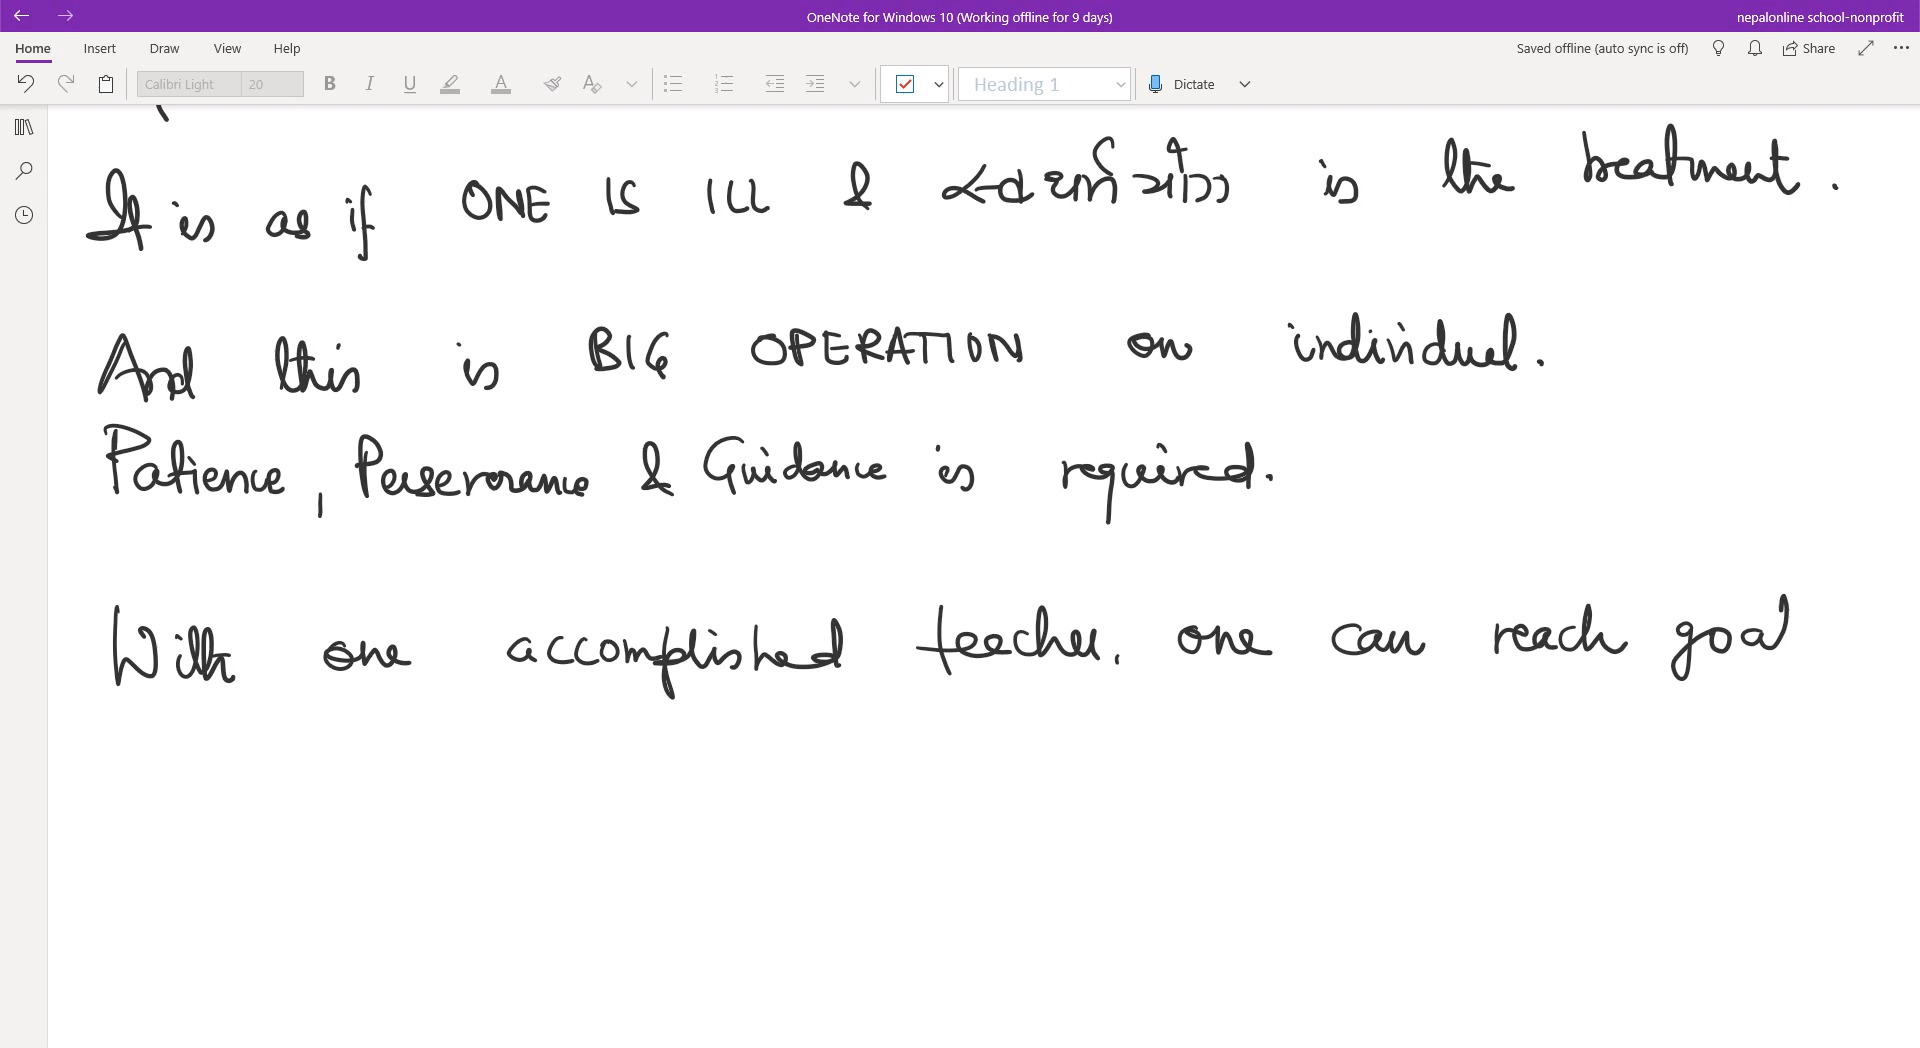 OneNote for Windows 10 (Working offline for 9 days)
nepalonline school-nonprofit
Home Insert Draw View Help
Saved offline (auto sync is off) Share
Calibri Light 20 B I U A Heading 1 Dictate
It is as if ONE IS ILL & is the treatment.
And this is BIG OPERATION on individual.
Patience, Perserverance & Guidance is required.
With one accomplished teacher, one can reach goal